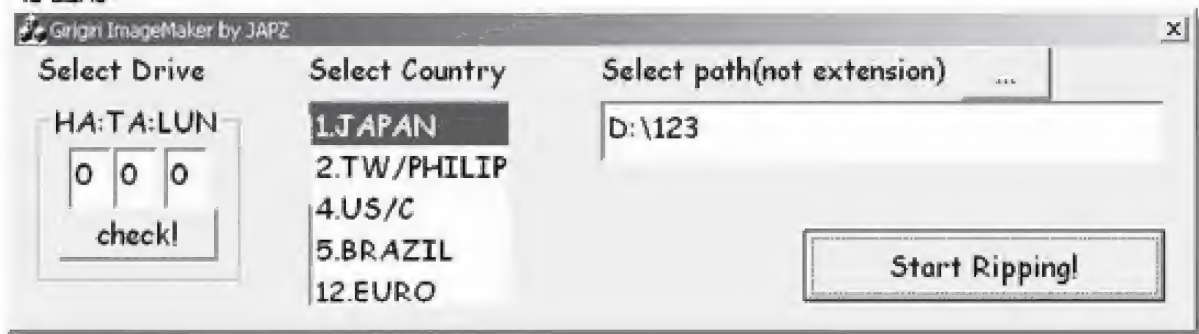 Girigiri ImageMaker by JAPZ
X
Select Drive
HA:TA:LUN
0 0 0
check!
Select Country
1.JAPAN
2.TW/PHILIP
4.US/C
5.BRAZIL
12.EURO
Select path(not extension)
...
D:\123
Start Ripping!